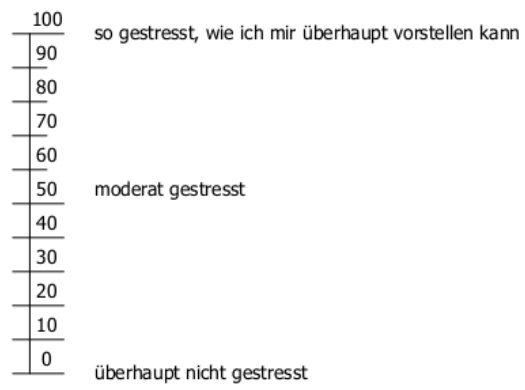 100 so gestresst, wie ich mir überhaupt vorstellen kann
90
80
70
60
50 moderat gestresst
40
30
20
10
0 überhaupt nicht gestresst